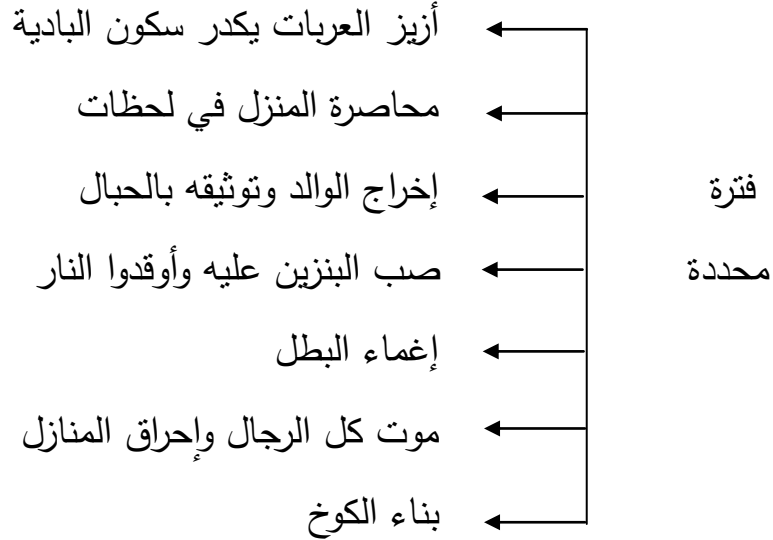 أزيز العربات يكدر سكون البادية
محاصرة المنزل في لحظات
فترة
إخراج الوالد وتوثيقه بالحبال
محددة
صب البنزين عليه وأوقدوا النار
إغماء البطل
موت كل الرجال وإحراق المنازل
بناء الكوخ